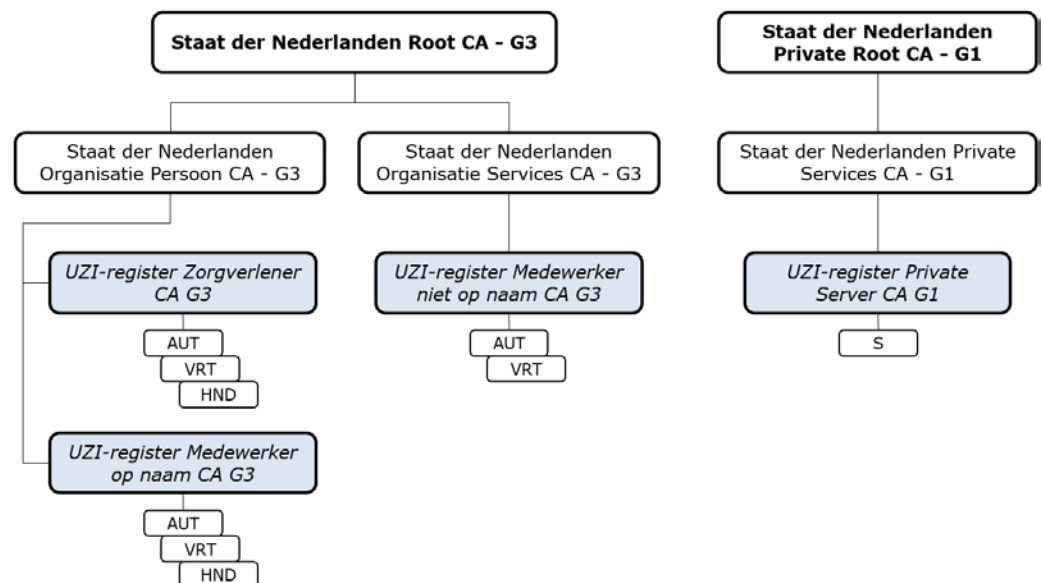 Staat der Nederlanden Root CA - G3
Staat der Nederlanden
Private Root CA - G1
Staat der Nederlanden
Organisatie Persoon CA - G3
Staat der Nederlanden
Organisatie Services CA - G3
Staat der Nederlanden Private
Services CA - G1
UZI-register Zorgverlener
CA G3
UZI-register Medewerker
niet op naam CA G3
UZI-register Private
Server CA G1
AUT
VRT
HND
AUT
VRT
S
UZI-register Medewerker
op naam CA G3
AUT
VRT
HND